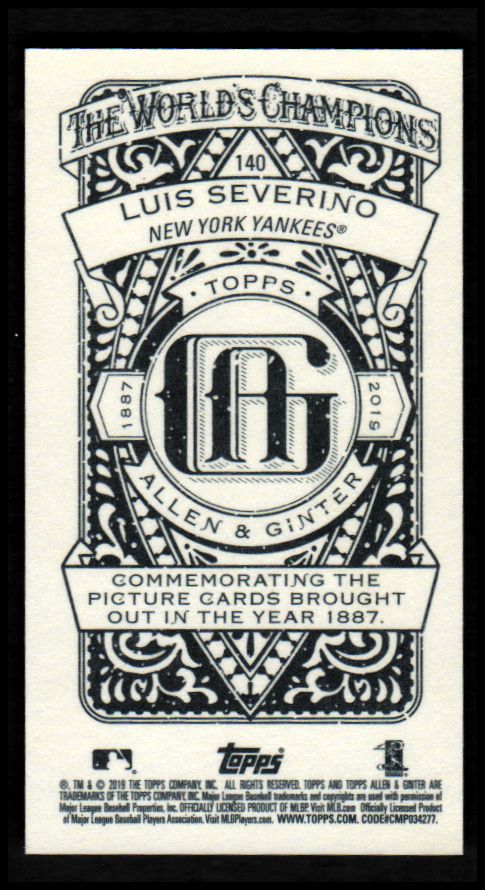 THE WORLD'S CHAMPIONS
140
LUIS SEVERINO
NEW YORK YANKEES®
· TOPPS ·
AG
1887
2019
ALLEN & GINTER
COMMEMORATING THE
PICTURE CARDS BROUGHT
OUT IN THE YEAR 1887.
topps
®, TM & © 2019 THE TOPPS COMPANY, INC. ALL RIGHTS RESERVED. TOPPS AND TOPPS ALLEN & GINTER ARE
TRADEMARKS OF THE TOPPS COMPANY, INC. Major League Baseball trademarks and copyrights are used with permission of
Major League Baseball Properties, Inc. OFFICIALLY LICENSED PRODUCT OF MLBP. Visit MLB.com Officially Licensed Product
of Major League Baseball Players Association. Visit MLBPlayers.com. WWW.TOPPS.COM. CODE#CMP034277.